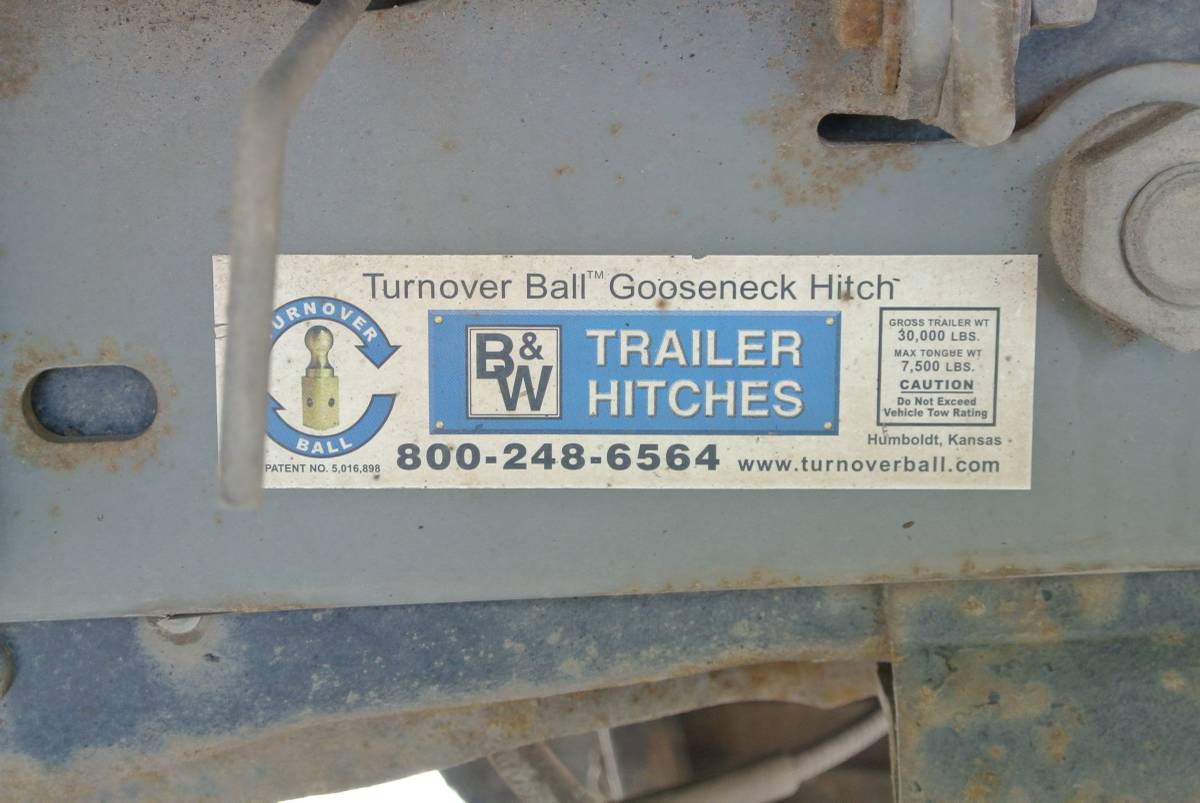 Turnover Ball™ Gooseneck Hitch
TURNOVER
BALL
PATENT NO. 5,016,898
B&W
TRAILER
HITCHES
800-248-6564
GROSS TRAILER WT
30,000 LBS.
MAX TONGUE WT
7,500 LBS.
CAUTION
Do Not Exceed
Vehicle Tow Rating
Humboldt, Kansas
www.turnoverball.com